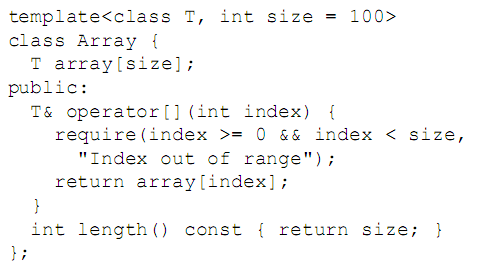 template<class T, int size = 100>
class Array {
  T array[size];
public:
  T& operator[](int index) {
    require(index >= 0 && index < size,
      "Index out of range");
    return array[index];
  }
  int length() const { return size; }
};